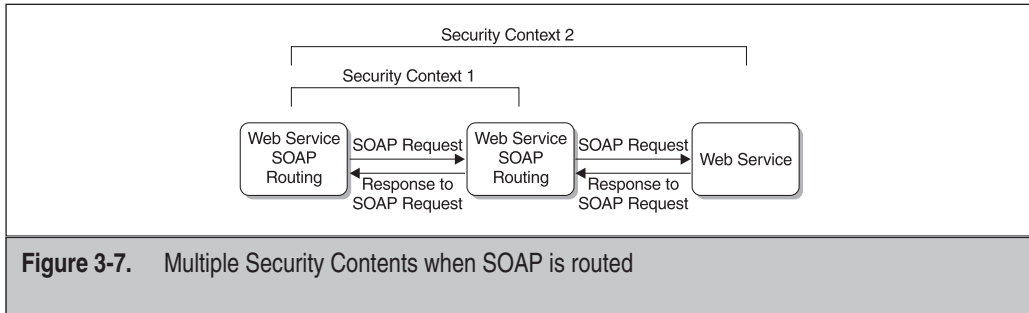 Security Context 2
Security Context 1
Web Service
SOAP
Routing
SOAP Request
Response to
SOAP Request
Web Service
SOAP
Routing
SOAP Request
Response to
SOAP Request
Web Service
Figure 3-7. Multiple Security Contents when SOAP is routed